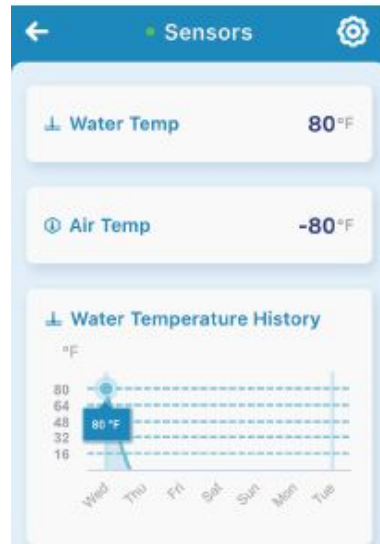 Sensors
Water Temp 80°F
Air Temp -80°F
Water Temperature History
°F
80
64
80 °F
48
32
16
Wed Thu Fri Sat Sun Mon Tue